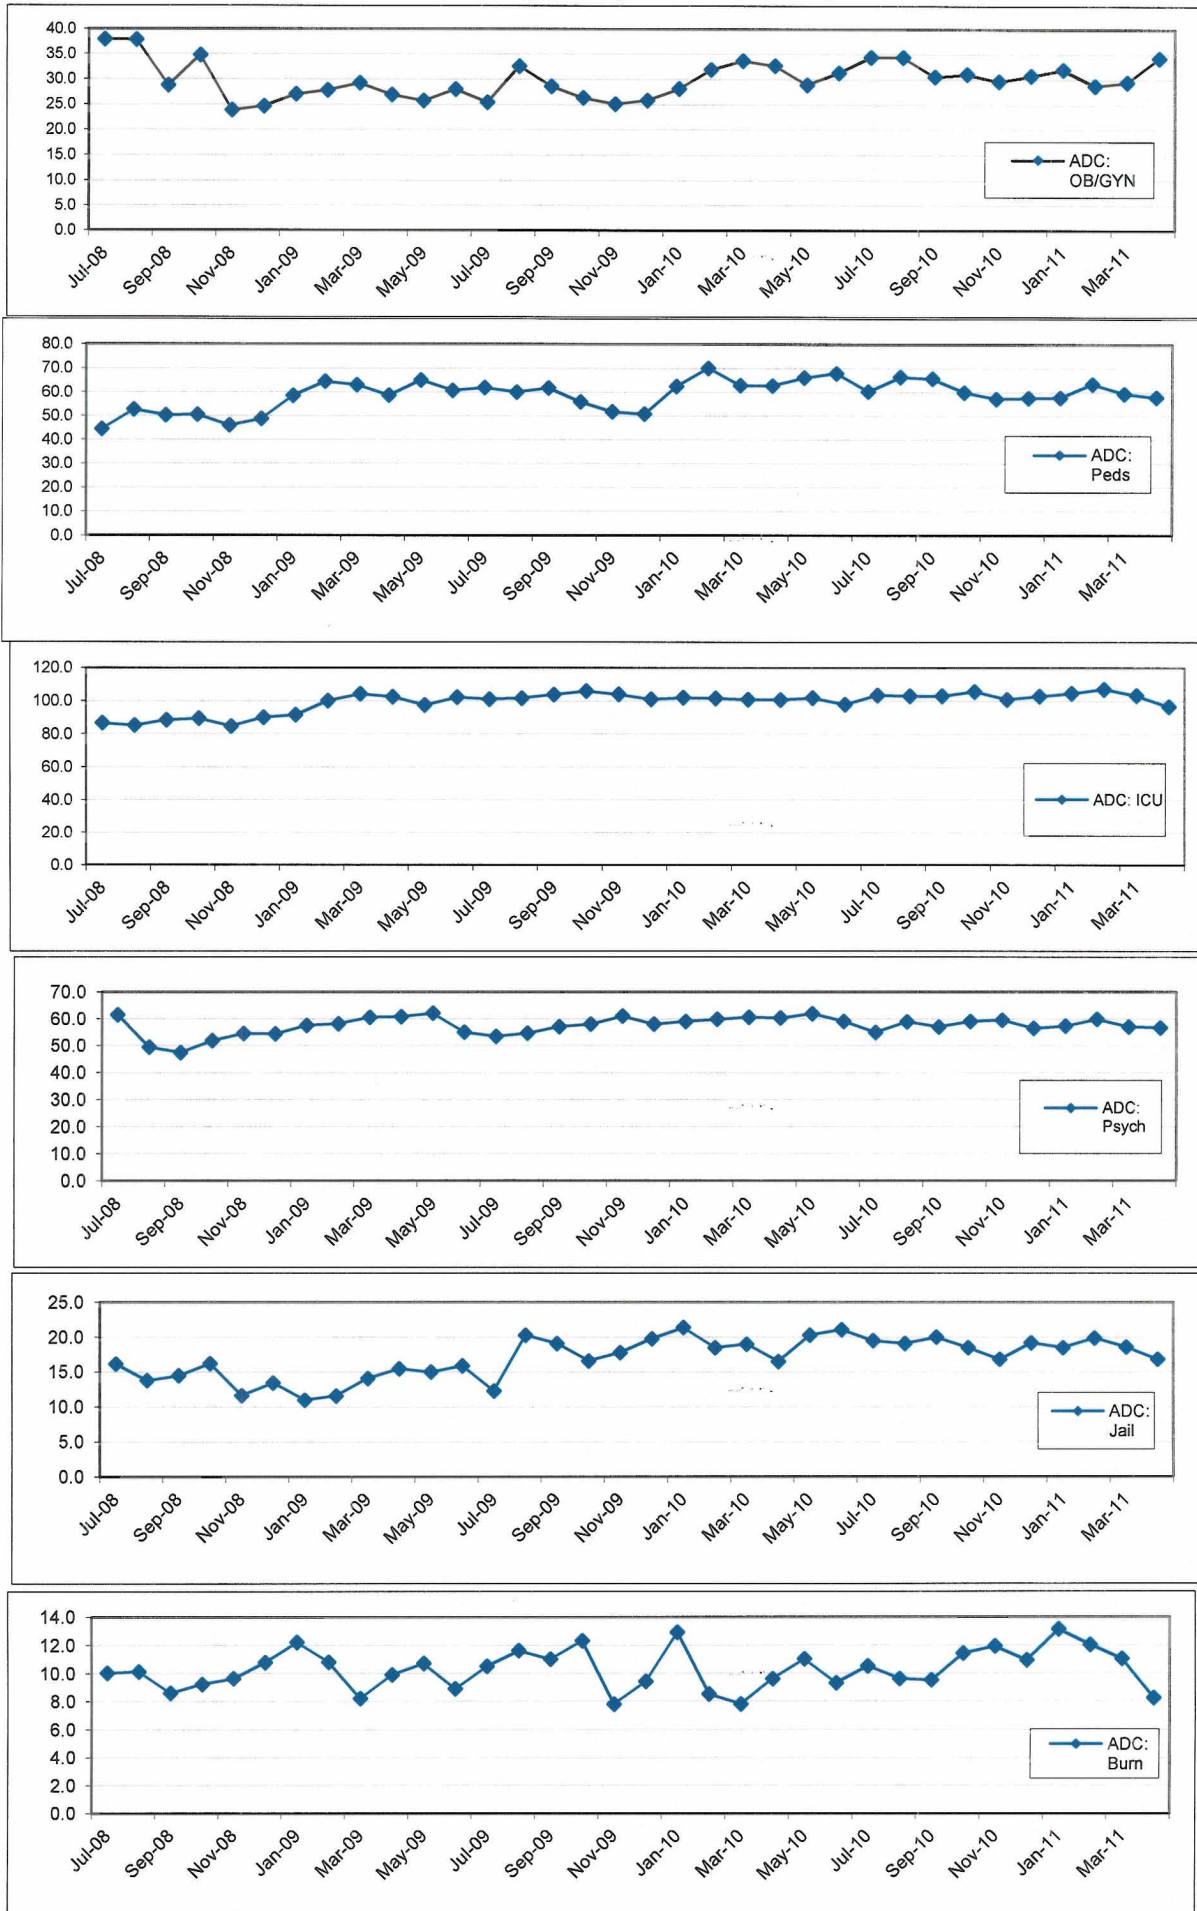 40.0
35.0
30.0
25.0
20.0
15.0
10.0
5.0
0.0
ADC:
OB/GYN
Jul-08 Sep-08 Nov-08 Jan-09 Mar-09 May-09 Jul-09 Sep-09 Nov-09 Jan-10 Mar-10 May-10 Jul-10 Sep-10 Nov-10 Jan-11 Mar-11
80.0
70.0
60.0
50.0
40.0
30.0
20.0
10.0
0.0
ADC:
Peds
Jul-08 Sep-08 Nov-08 Jan-09 Mar-09 May-09 Jul-09 Sep-09 Nov-09 Jan-10 Mar-10 May-10 Jul-10 Sep-10 Nov-10 Jan-11 Mar-11
120.0
100.0
80.0
60.0
40.0
20.0
0.0
ADC: ICU
Jul-08 Sep-08 Nov-08 Jan-09 Mar-09 May-09 Jul-09 Sep-09 Nov-09 Jan-10 Mar-10 May-10 Jul-10 Sep-10 Nov-10 Jan-11 Mar-11
70.0
60.0
50.0
40.0
30.0
20.0
10.0
0.0
ADC:
Psych
Jul-08 Sep-08 Nov-08 Jan-09 Mar-09 May-09 Jul-09 Sep-09 Nov-09 Jan-10 Mar-10 May-10 Jul-10 Sep-10 Nov-10 Jan-11 Mar-11
25.0
20.0
15.0
10.0
5.0
0.0
ADC:
Jail
Jul-08 Sep-08 Nov-08 Jan-09 Mar-09 May-09 Jul-09 Sep-09 Nov-09 Jan-10 Mar-10 May-10 Jul-10 Sep-10 Nov-10 Jan-11 Mar-11
14.0
12.0
10.0
8.0
6.0
4.0
2.0
0.0
ADC:
Burn
Jul-08 Sep-08 Nov-08 Jan-09 Mar-09 May-09 Jul-09 Sep-09 Nov-09 Jan-10 Mar-10 May-10 Jul-10 Sep-10 Nov-10 Jan-11 Mar-11